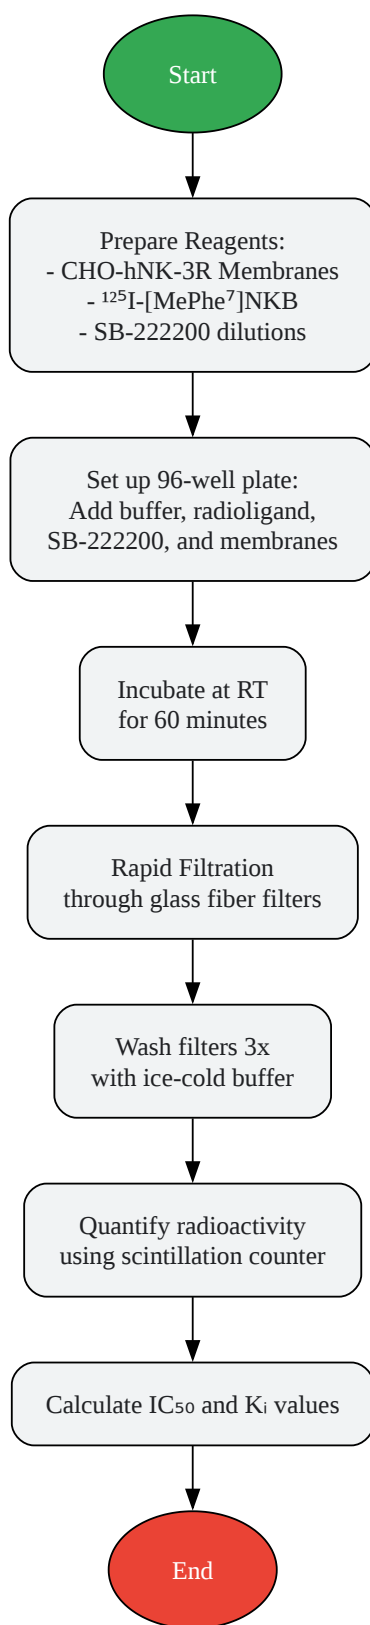 Start
Prepare Reagents:
- CHO-hNK-3R Membranes
- ¹²⁵I-[MePhe⁷]NKB
- SB-222200 dilutions
Set up 96-well plate:
Add buffer, radioligand,
SB-222200, and membranes
Incubate at RT
for 60 minutes
Rapid Filtration
through glass fiber filters
Wash filters 3x
with ice-cold buffer
Quantify radioactivity
using scintillation counter
Calculate IC₅₀ and Kᵢ values
End